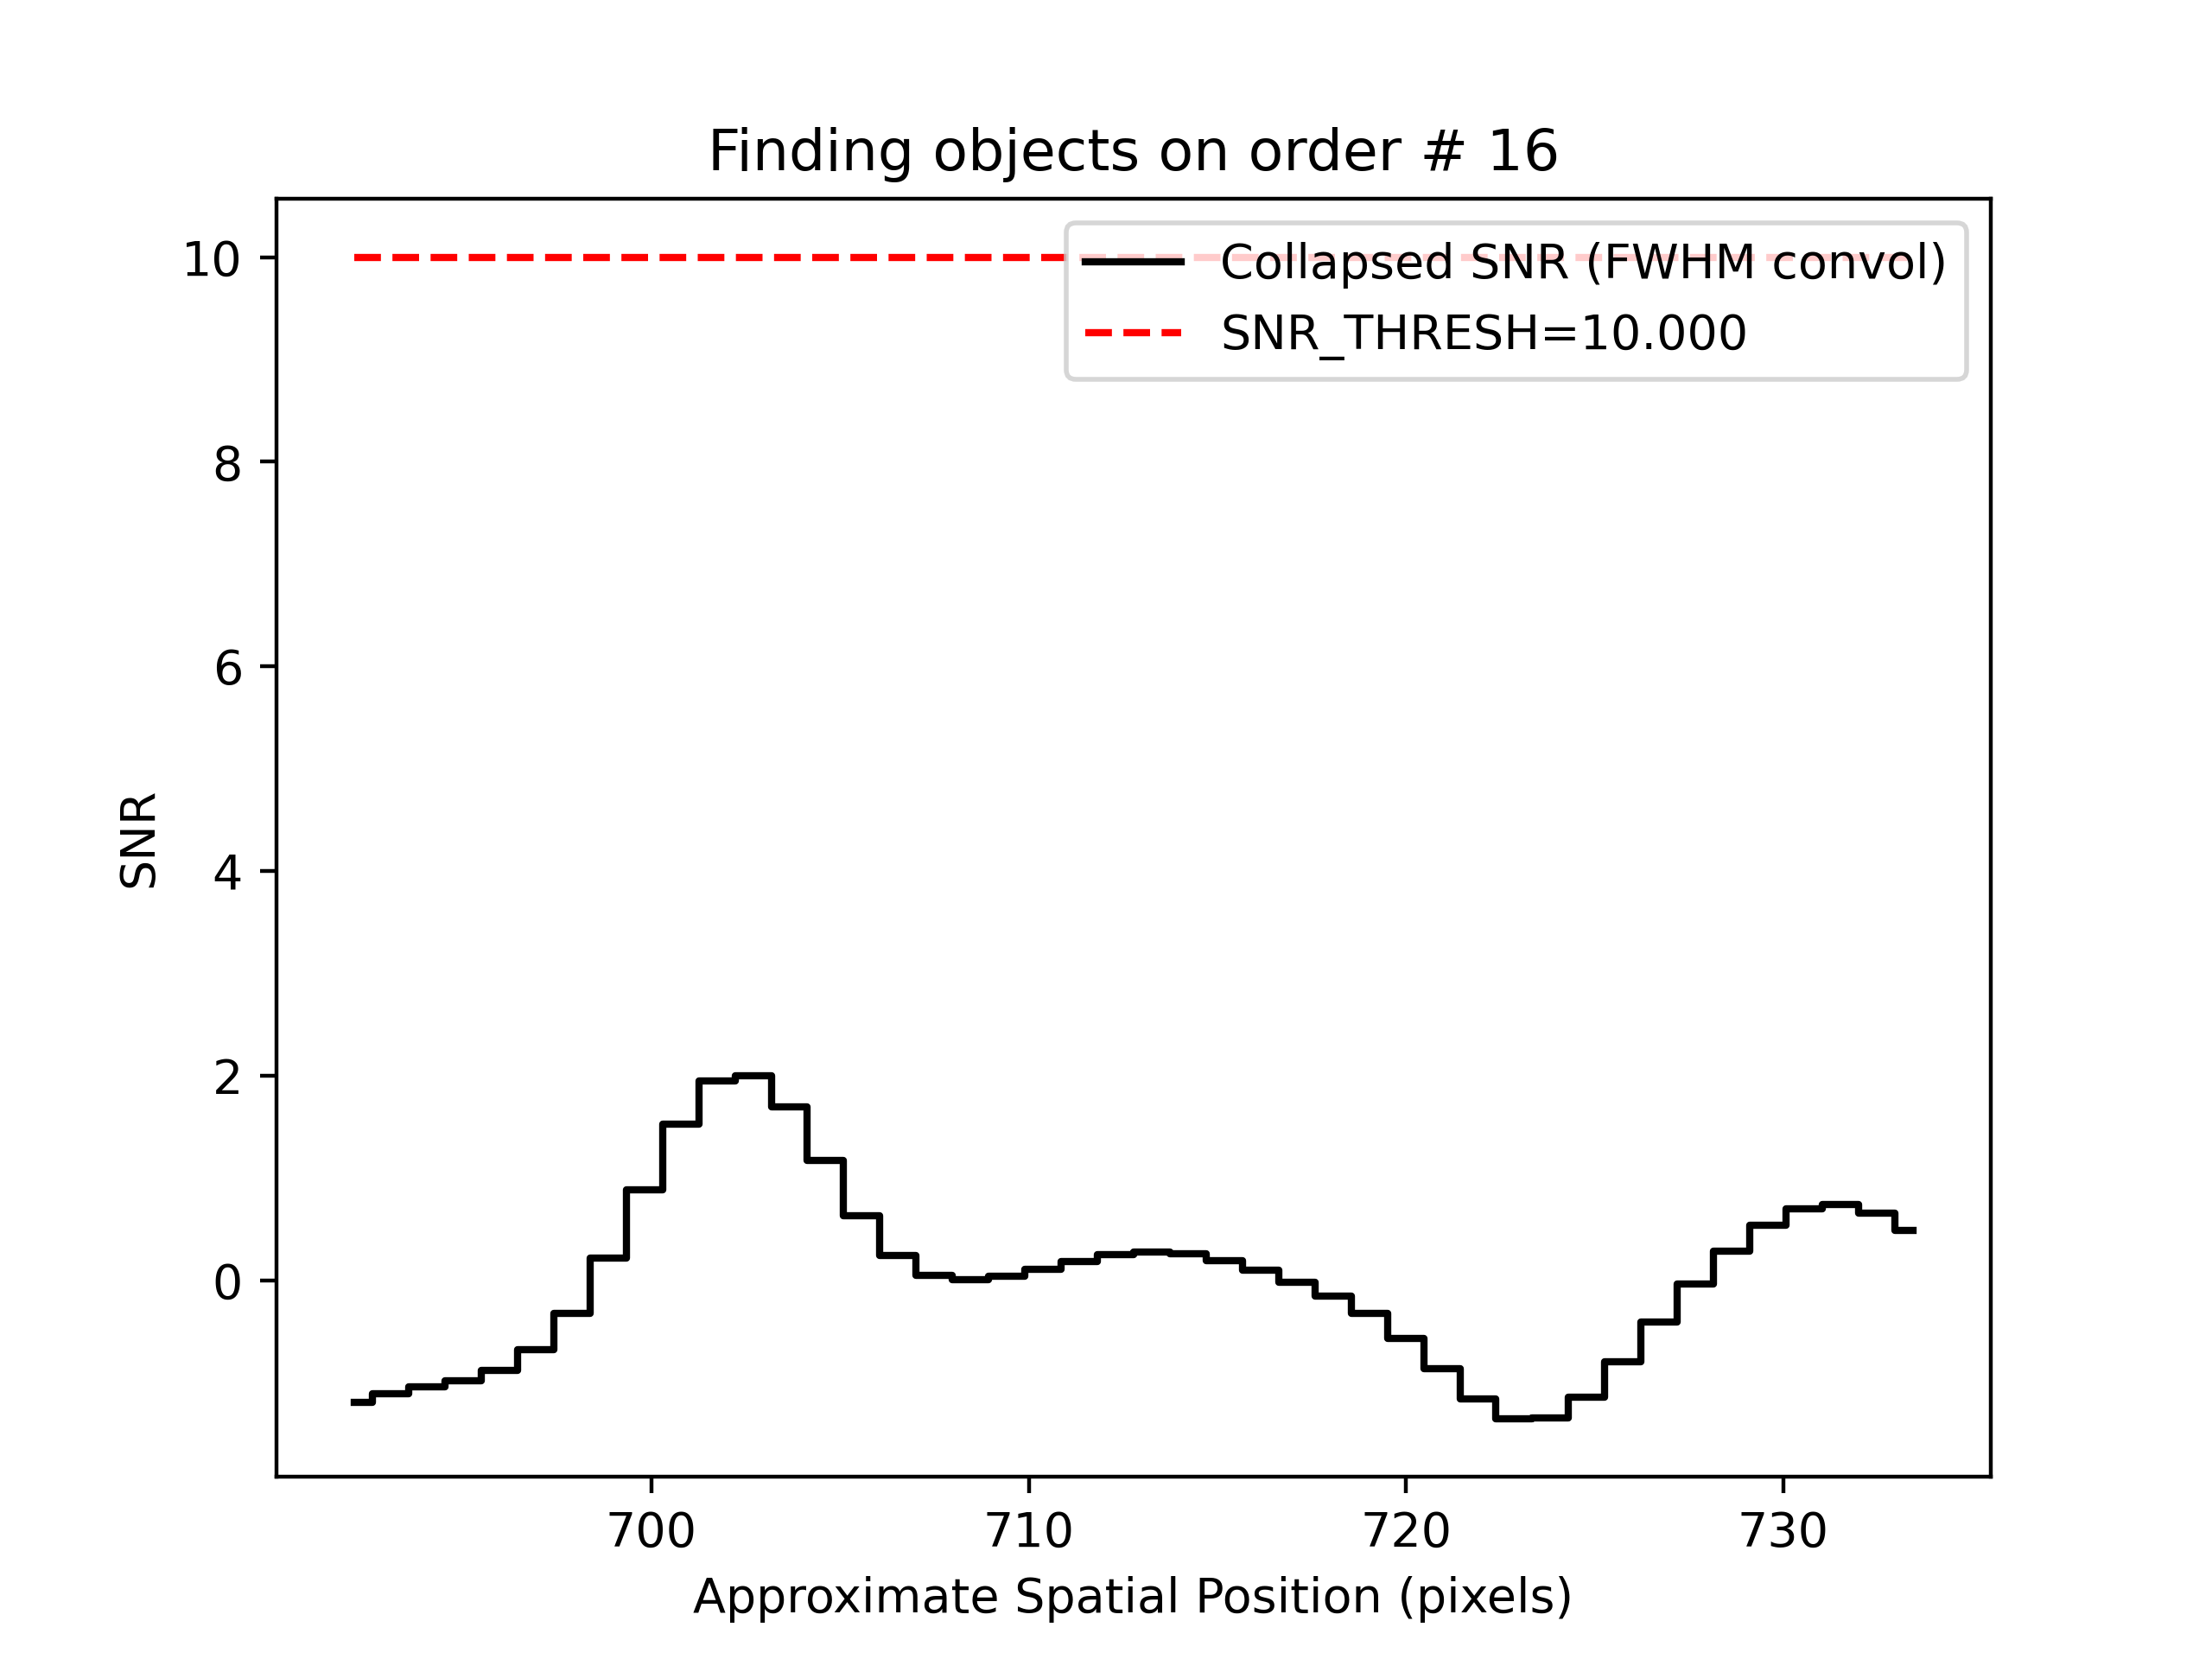 Finding objects on order # 16
Collapsed SNR (FWHM convol)
SNR_THRESH=10.000
10
8
6
4
2
0
SNR
700 710 720 730
Approximate Spatial Position (pixels)